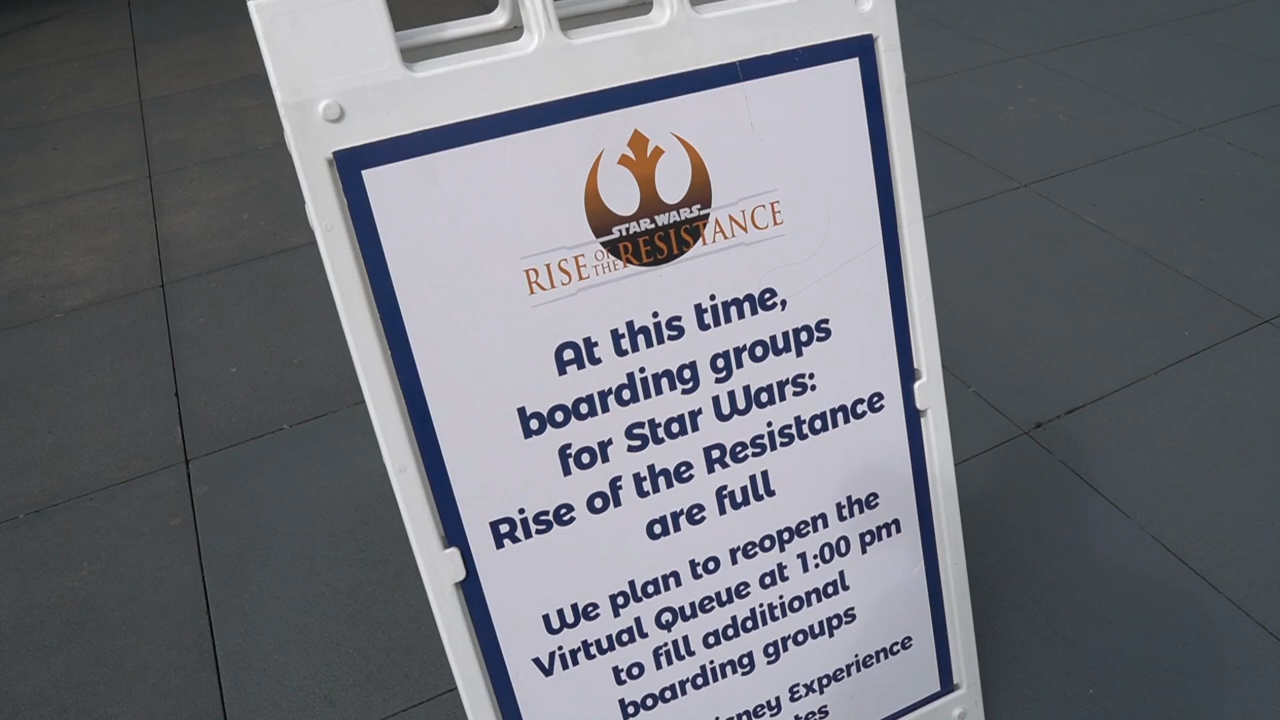 STAR WARS
RISE OF THE RESISTANCE
At this time,
boarding groups
for Star Wars:
Rise of the Resistance
are full
We plan to reopen the
Virtual Queue at 1:00 pm
to fill additional
boarding groups
Experience